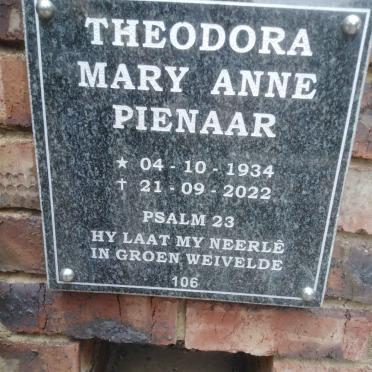 THEODORA
MARY ANNE
PIENAAR
★ 04 - 10 - 1934
† 21 - 09 - 2022
PSALM 23
HY LAAT MY NEERLÊ
IN GROEN WEIVELDE
106